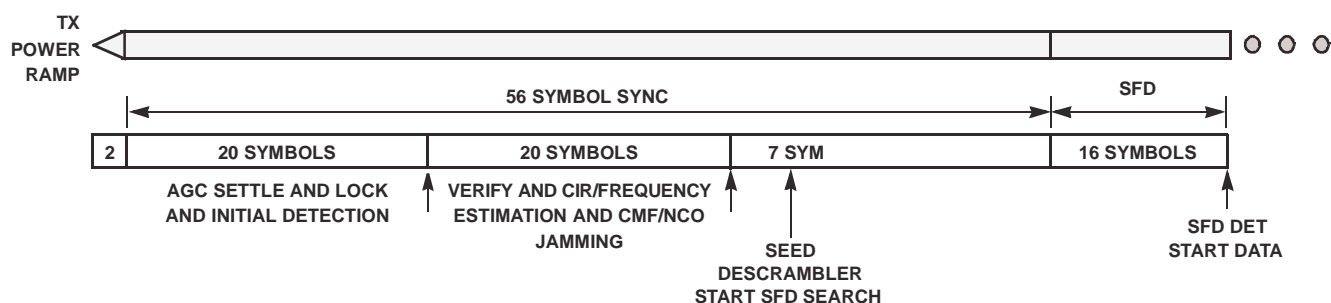 TX
POWER
RAMP
56 SYMBOL SYNC
SFD
2
20 SYMBOLS
20 SYMBOLS
7 SYM
16 SYMBOLS
AGC SETTLE AND LOCK
AND INITIAL DETECTION
VERIFY AND CIR/FREQUENCY
ESTIMATION AND CMF/NCO
JAMMING
SEED
DESCRAMBLER
START SFD SEARCH
SFD DET
START DATA